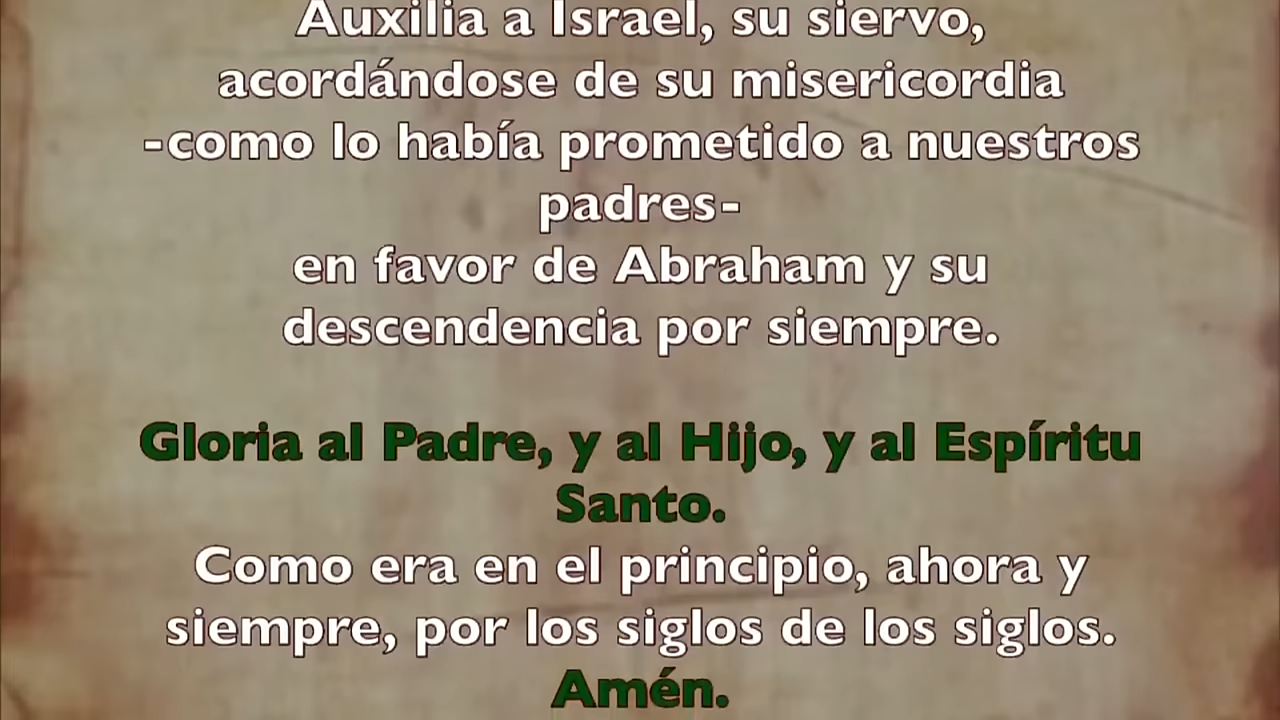 Auxilia a Israel, su siervo,
acordándose de su misericordia
-como lo había prometido a nuestros
padres-
en favor de Abraham y su
descendencia por siempre.
Gloria al Padre, y al Hijo, y al Espíritu
Santo.
Como era en el principio, ahora y
siempre, por los siglos de los siglos.
Amén.